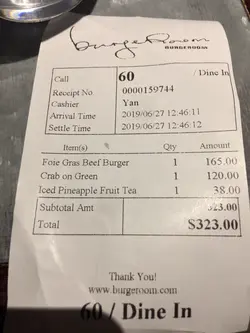 BurgeRoom
BURGEROOM
Call 60 / Dine In
Receipt No 0000159744
Cashier Yan
Arrival Time 2019/06/27 12:46:11
Settle Time 2019/06/27 12:46:12
Item(s) Qty Amount
Foie Gras Beef Burger 1 165.00
Crab on Green 1 120.00
Iced Pineapple Fruit Tea 1 38.00
Subtotal Amt 323.00
Total $323.00
Thank You!
www.burgeroom.com
60 / Dine In